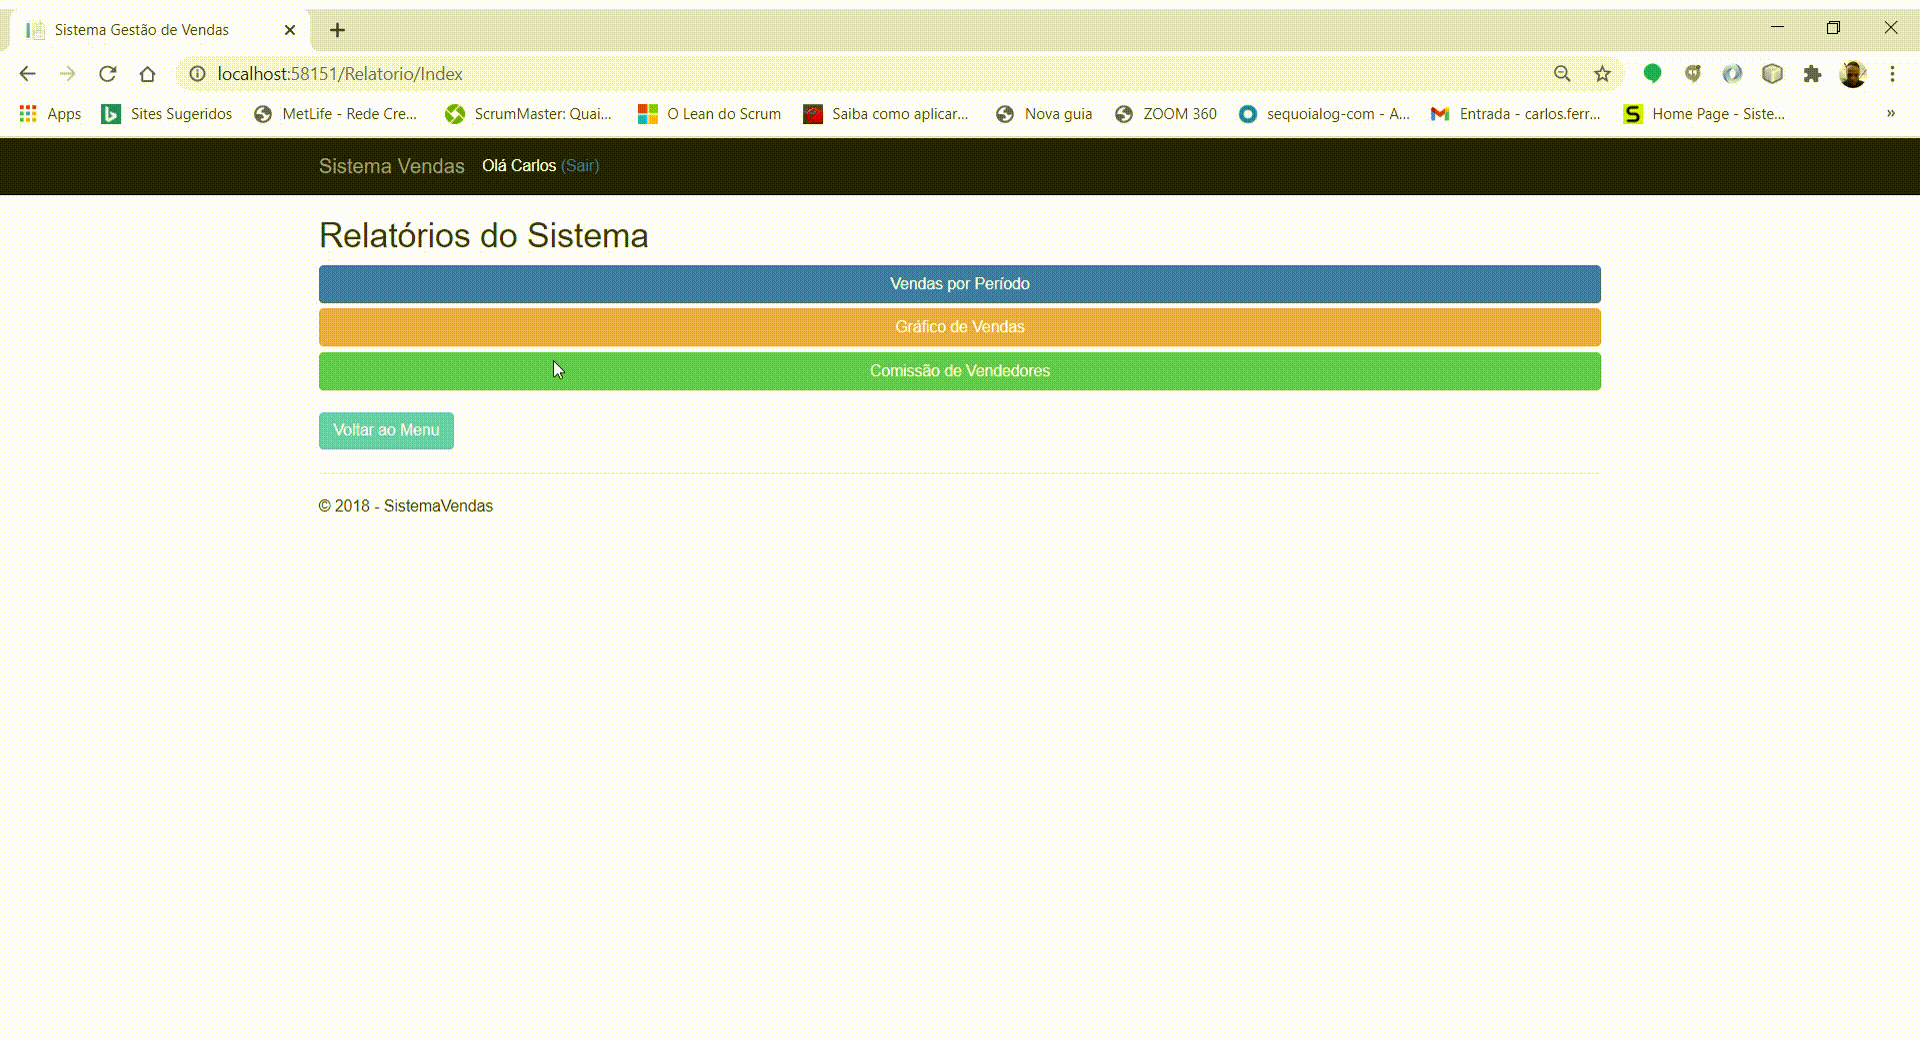 Sistema Gestão de Vendas
localhost:58151/Relatorio/Index
Apps Sites Sugeridos MetLife - Rede Cre... ScrumMaster: Quai... O Lean do Scrum Saiba como aplicar... Nova guia ZOOM 360 sequoialog-com - A... Entrada - carlos.ferr... Home Page - Siste... »
Sistema Vendas Olá Carlos (Sair)
Relatórios do Sistema
Vendas por Período
Gráfico de Vendas
Comissão de Vendedores
Voltar ao Menu
© 2018 - SistemaVendas